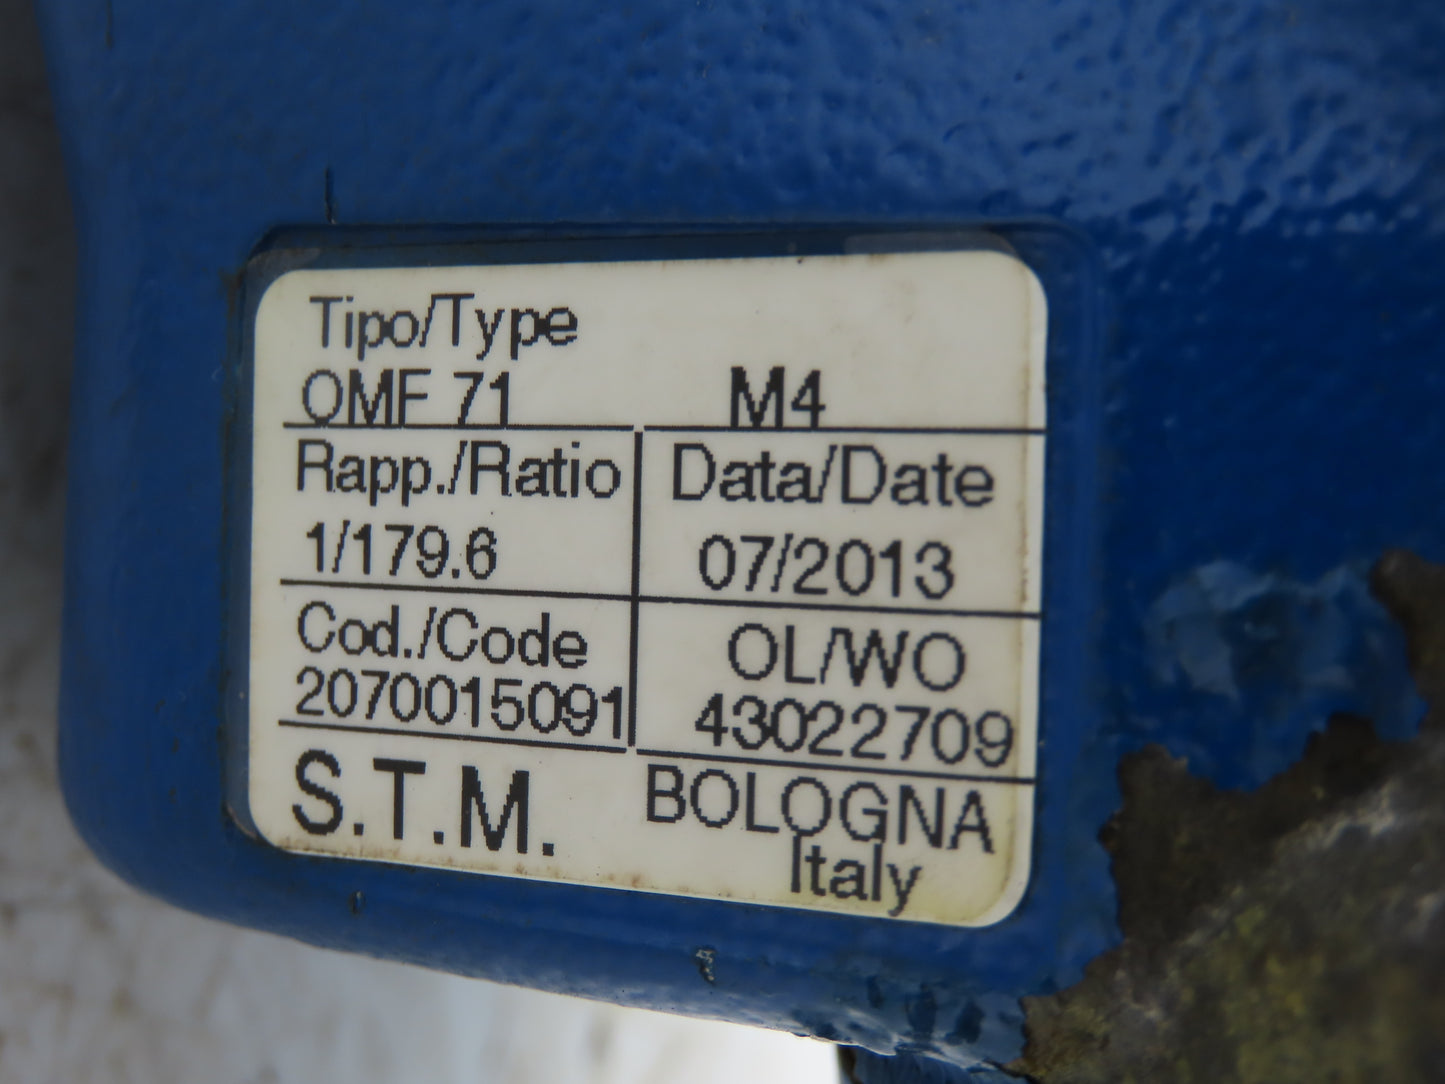 Tipo/Type
OMF 71 M4
Rapp./Ratio Data/Date
1/179.6 07/2013
Cod./Code OL/WO
2070015091 43022709
S.T.M. BOLOGNA
Italy